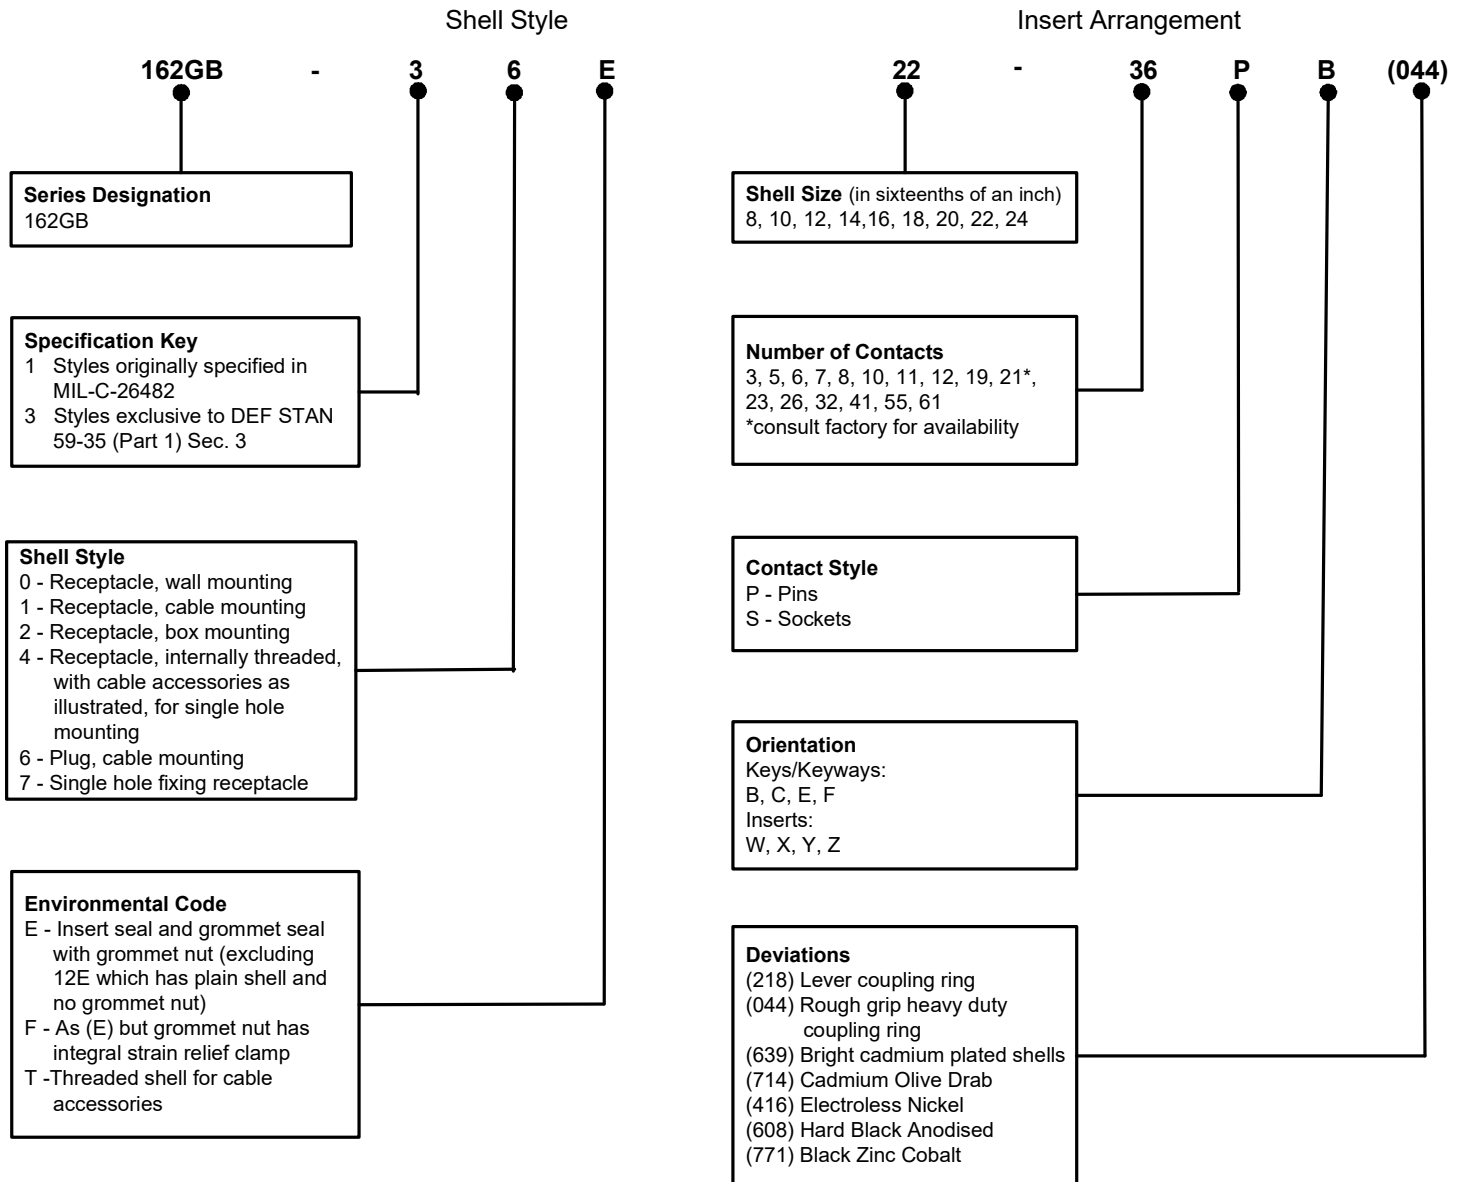 Shell Style
Insert Arrangement
162GB - 3 6 E
22 - 36 P B (044)
Series Designation
162GB
Specification Key
1 Styles originally specified in
MIL-C-26482
3 Styles exclusive to DEF STAN
59-35 (Part 1) Sec. 3
Shell Style
0 - Receptacle, wall mounting
1 - Receptacle, cable mounting
2 - Receptacle, box mounting
4 - Receptacle, internally threaded,
with cable accessories as
illustrated, for single hole
mounting
6 - Plug, cable mounting
7 - Single hole fixing receptacle
Environmental Code
E - Insert seal and grommet seal
with grommet nut (excluding
12E which has plain shell and
no grommet nut)
F - As (E) but grommet nut has
integral strain relief clamp
T -Threaded shell for cable
accessories
Shell Size (in sixteenths of an inch)
8, 10, 12, 14,16, 18, 20, 22, 24
Number of Contacts
3, 5, 6, 7, 8, 10, 11, 12, 19, 21*,
23, 26, 32, 41, 55, 61
*consult factory for availability
Contact Style
P - Pins
S - Sockets
Orientation
Keys/Keyways:
B, C, E, F
Inserts:
W, X, Y, Z
Deviations
(218) Lever coupling ring
(044) Rough grip heavy duty
coupling ring
(639) Bright cadmium plated shells
(714) Cadmium Olive Drab
(416) Electroless Nickel
(608) Hard Black Anodised
(771) Black Zinc Cobalt